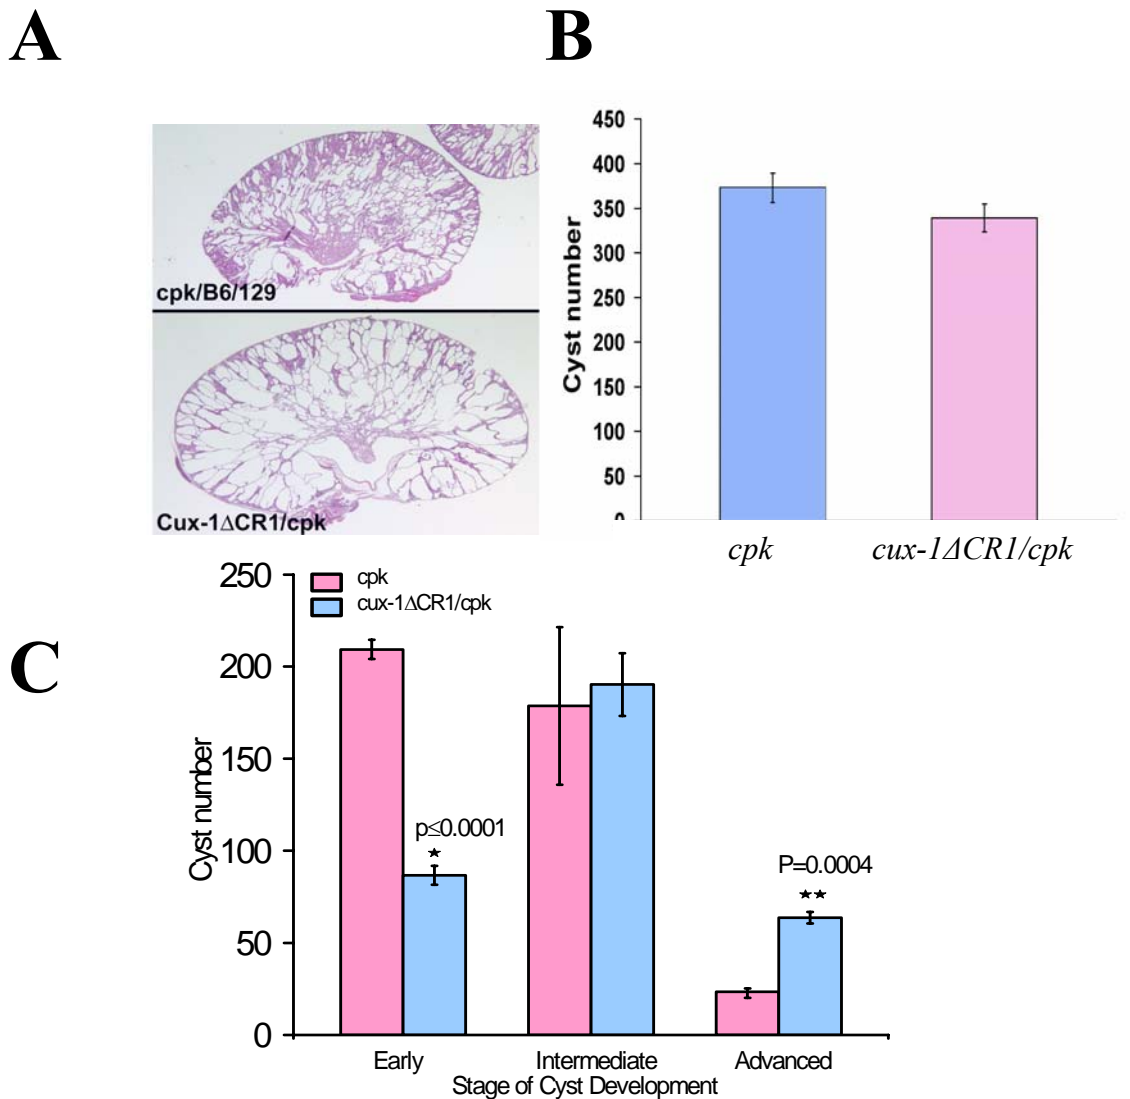 A
B
cpk/B6/129
Cux-1ΔCR1/cpk
450
400
350
300
250
200
150
100
50
0
Cyst number
cpk
cux-1ΔCR1/cpk
C
cpk
cux-1ΔCR1/cpk
250
200
150
100
50
0
Cyst number
p≤0.0001
★
P=0.0004
★★
Early
Intermediate
Advanced
Stage of Cyst Development